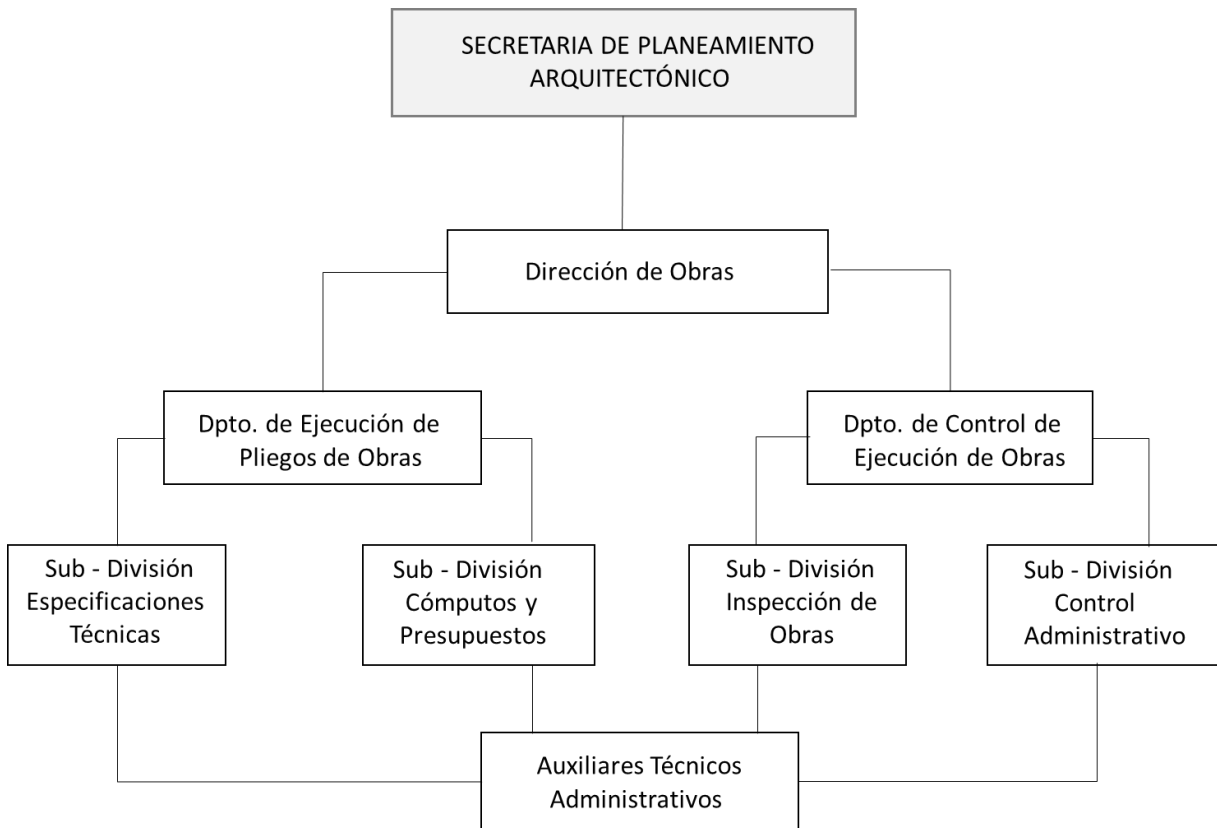 SECRETARIA DE PLANEAMIENTO
ARQUITECTÓNICO
Dirección de Obras
Dpto. de Ejecución de
Pliegos de Obras
Dpto. de Control de
Ejecución de Obras
Sub - División
Especificaciones
Técnicas
Sub - División
Cómputos y
Presupuestos
Sub - División
Inspección de
Obras
Sub - División
Control
Administrativo
Auxiliares Técnicos
Administrativos